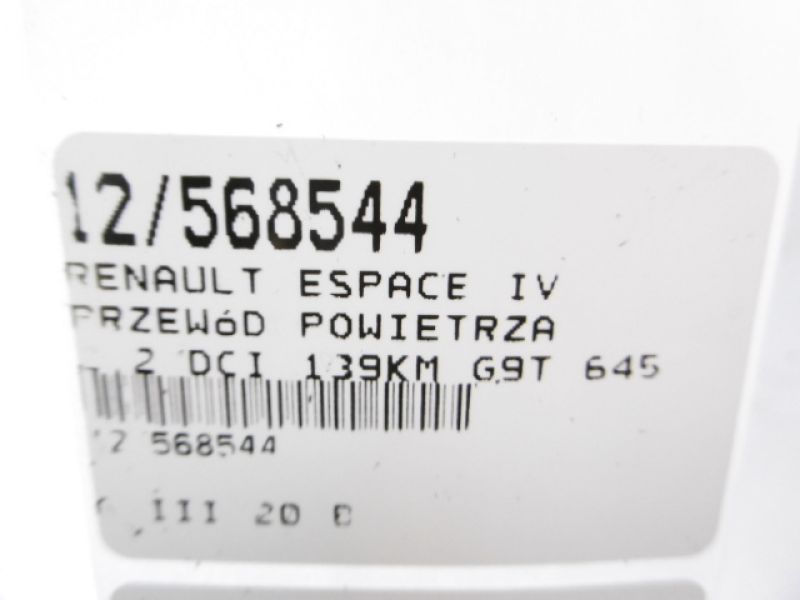 12/568544
RENAULT ESPACE IV
PRZEWóD POWIETRZA
2 DCI 139KM G9T 645
568544
III 20